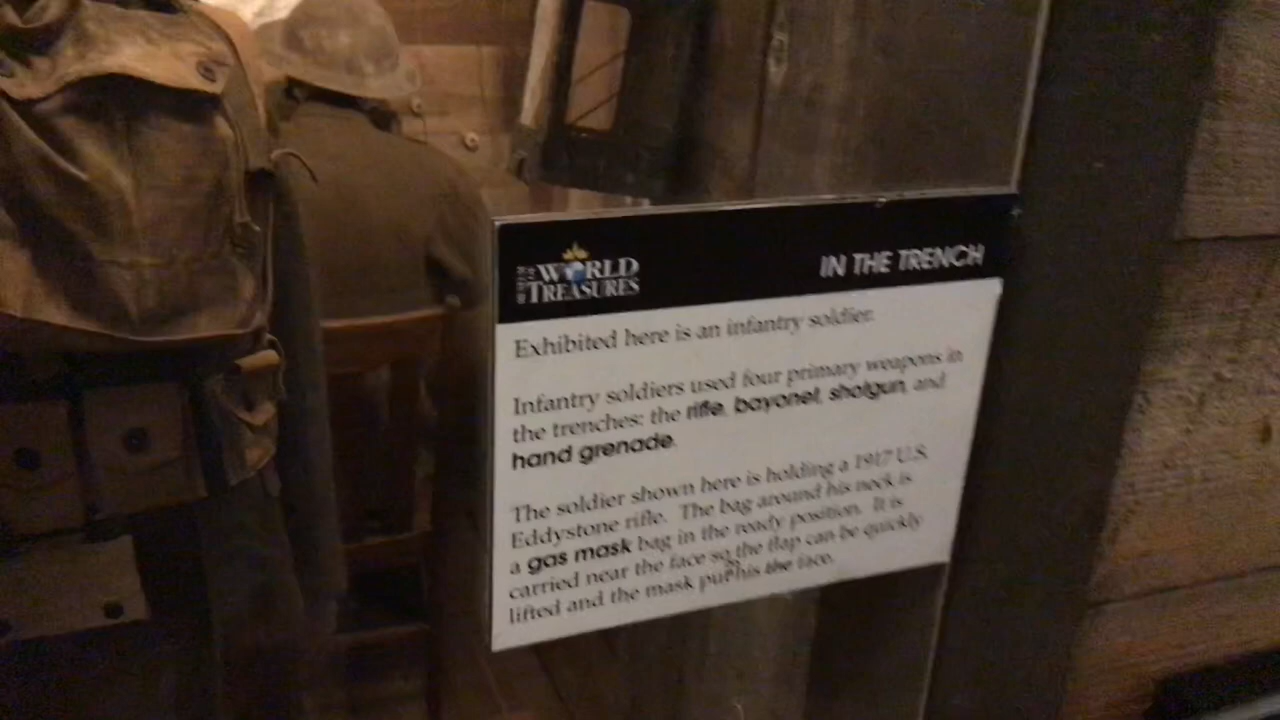 WORLD
TREASURES
IN THE TRENCH
Exhibited here is an infantry soldier.
Infantry soldiers used four primary weapons in
the trenches: the rifle, bayonet, shotgun, and
hand grenade.
The soldier shown here is holding a 1917 U.S.
Eddystone rifle. The bag around his neck is
a gas mask bag in the ready position. It is
carried near the face so the flap can be quickly
lifted and the mask put his the face.